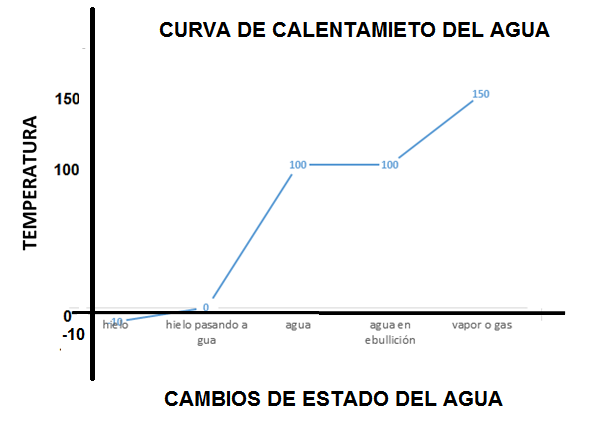 CURVA DE CALENTAMIETO DEL AGUA
TEMPERATURA
150
100
0
-10
-10
0
100
100
150
hielo
hielo pasando a
gua
agua
agua en
ebullición
vapor o gas
CAMBIOS DE ESTADO DEL AGUA